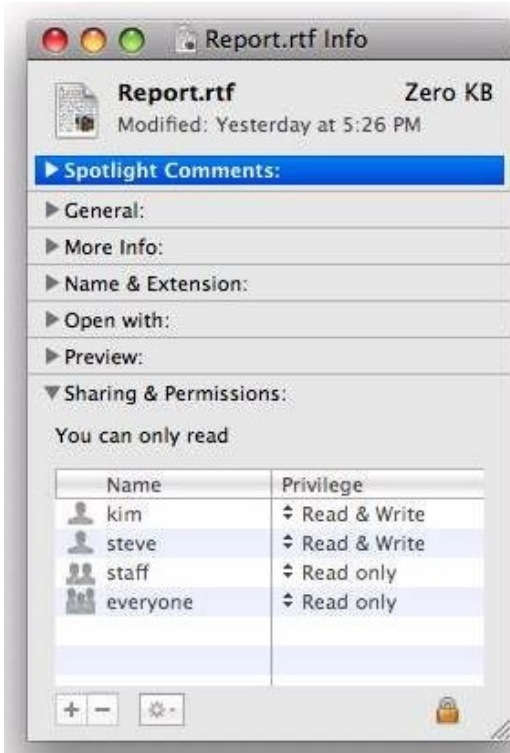 Report.rtf Info
Report.rtf Zero KB
Modified: Yesterday at 5:26 PM
Spotlight Comments:
General:
More Info:
Name & Extension:
Open with:
Preview:
Sharing & Permissions:
You can only read
Name Privilege
kim Read & Write
steve Read & Write
staff Read only
everyone Read only